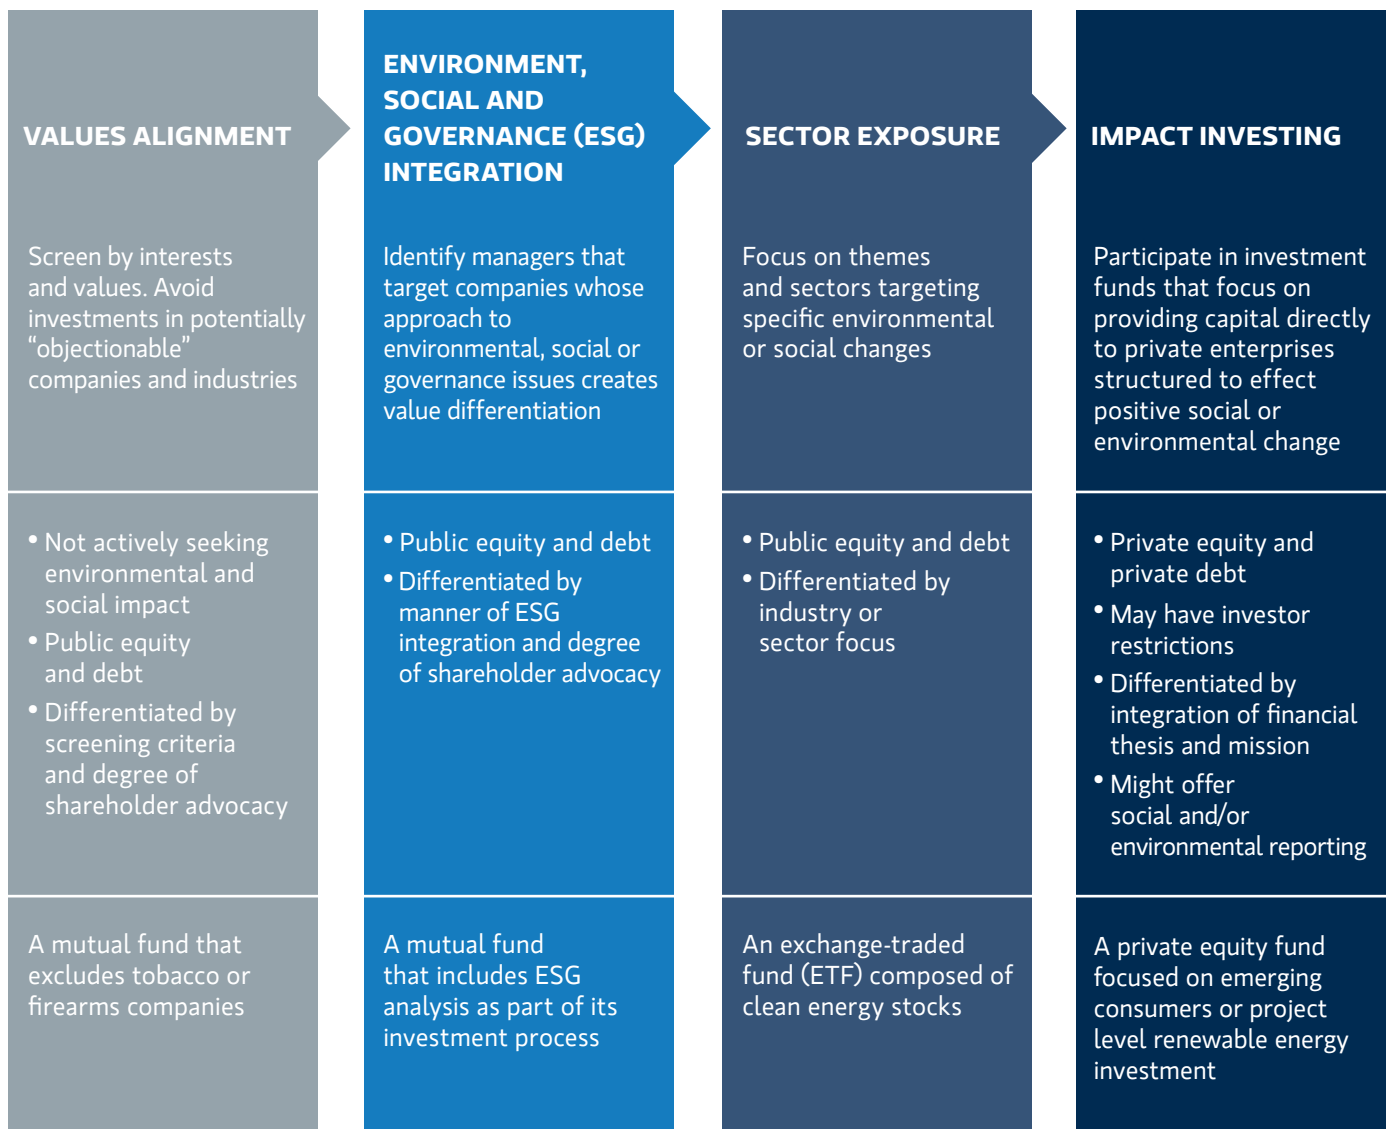 VALUES ALIGNMENT
Screen by interests
and values. Avoid
investments in potentially
“objectionable”
companies and industries
• Not actively seeking
environmental and
social impact
• Public equity
and debt
• Differentiated by
screening criteria
and degree of
shareholder advocacy
A mutual fund that
excludes tobacco or
firearms companies
ENVIRONMENT,
SOCIAL AND
GOVERNANCE (ESG)
INTEGRATION
Identify managers that
target companies whose
approach to
environmental, social or
governance issues creates
value differentiation
• Public equity and debt
• Differentiated by
manner of ESG
integration and degree
of shareholder advocacy
A mutual fund
that includes ESG
analysis as part of its
investment process
SECTOR EXPOSURE
Focus on themes
and sectors targeting
specific environmental
or social changes
• Public equity and debt
• Differentiated by
industry or
sector focus
An exchange-traded
fund (ETF) composed of
clean energy stocks
IMPACT INVESTING
Participate in investment
funds that focus on
providing capital directly
to private enterprises
structured to effect
positive social or
environmental change
• Private equity and
private debt
• May have investor
restrictions
• Differentiated by
integration of financial
thesis and mission
• Might offer
social and/or
environmental reporting
A private equity fund
focused on emerging
consumers or project
level renewable energy
investment